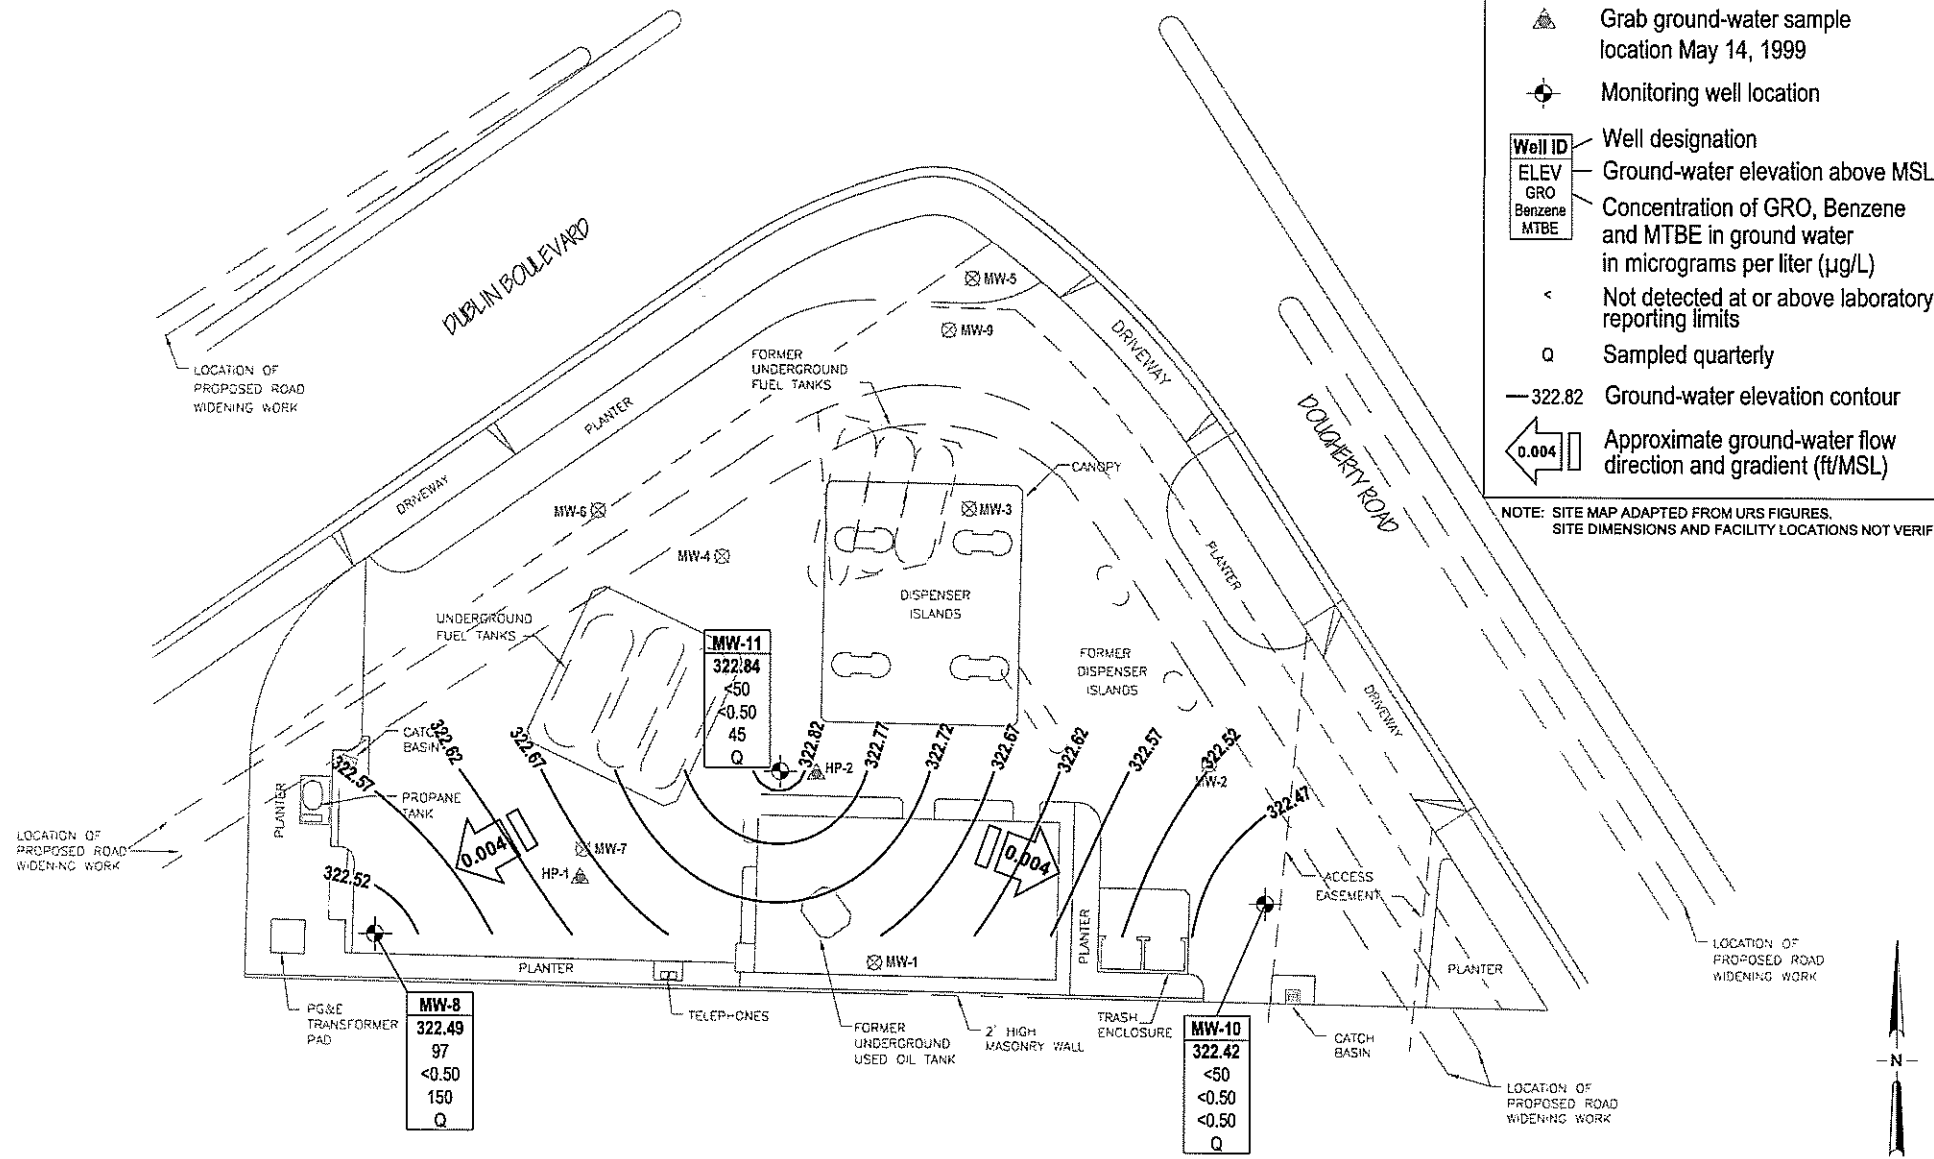 Grab ground-water sample
location May 14, 1999
Monitoring well location
Well ID
ELEV
GRO
Benzene
MTBE
Well designation
Ground-water elevation above MSL
Concentration of GRO, Benzene
and MTBE in ground water
in micrograms per liter (µg/L)
<
Not detected at or above laboratory
reporting limits
Q
Sampled quarterly
322.82
Ground-water elevation contour
0.004
Approximate ground-water flow
direction and gradient (ft/MSL)
NOTE: SITE MAP ADAPTED FROM URS FIGURES.
SITE DIMENSIONS AND FACILITY LOCATIONS NOT VERIF
DUBLIN BOULEVARD
DOUGHERTY ROAD
LOCATION OF
PROPOSED ROAD
WIDENING WORK
MW-5
MW-9
DRIVEWAY
FORMER
UNDERGROUND
FUEL TANKS
PLANTER
CANOPY
DRIVEWAY
MW-6
MW-3
MW-4
PLANTER
DISPENSER
ISLANDS
UNDERGROUND
FUEL TANKS
MW-11
322.84
<50
<0.50
45
Q
FORMER
DISPENSER
ISLANDS
DRIVEWAY
CATCH
BASIN
322.62
322.67
322.82
322.77
322.72
322.67
322.62
322.57
322.52
322.57
HP-2
MW-2
322.47
PLANTER
PROPANE
TANK
LOCATION OF
PROPOSED ROAD
WIDENING WORK
0.004
MW-7
HP-1
0.004
322.52
ACCESS
EASEMENT
PLANTER
PLANTER
MW-1
PLANTER
LOCATION OF
PROPOSED ROAD
WIDENING WORK
MW-8
322.49
97
<0.50
150
Q
PG&E
TRANSFORMER
PAD
TELEPHONES
FORMER
UNDERGROUND
USED OIL TANK
2' HIGH
MASONRY WALL
TRASH
ENCLOSURE
MW-10
322.42
<50
<0.50
<0.50
Q
CATCH
BASIN
LOCATION OF
PROPOSED ROAD
WIDENING WORK
N